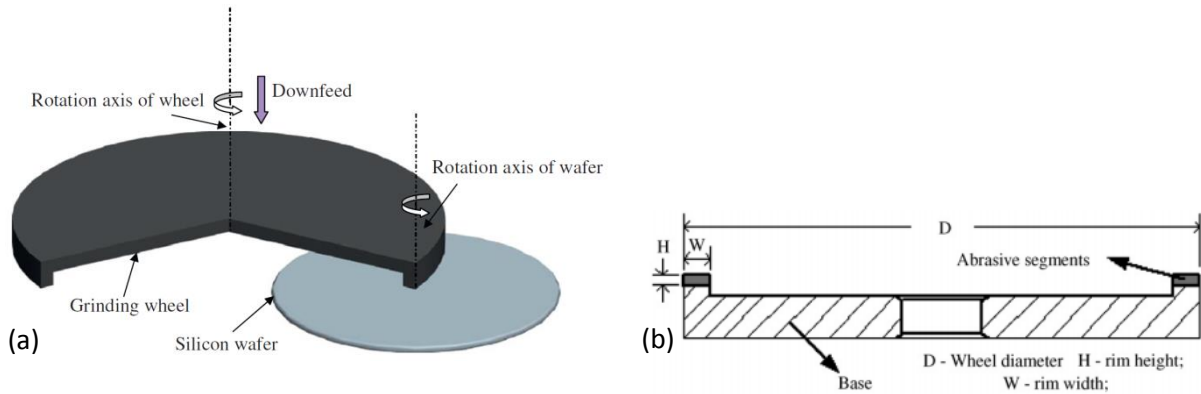 Rotation axis of wheel
Downfeed
Rotation axis of wafer
Grinding wheel
Silicon wafer
(a)
D
H
W
Abrasive segments
Base
D - Wheel diameter H - rim height;
W - rim width;
(b)